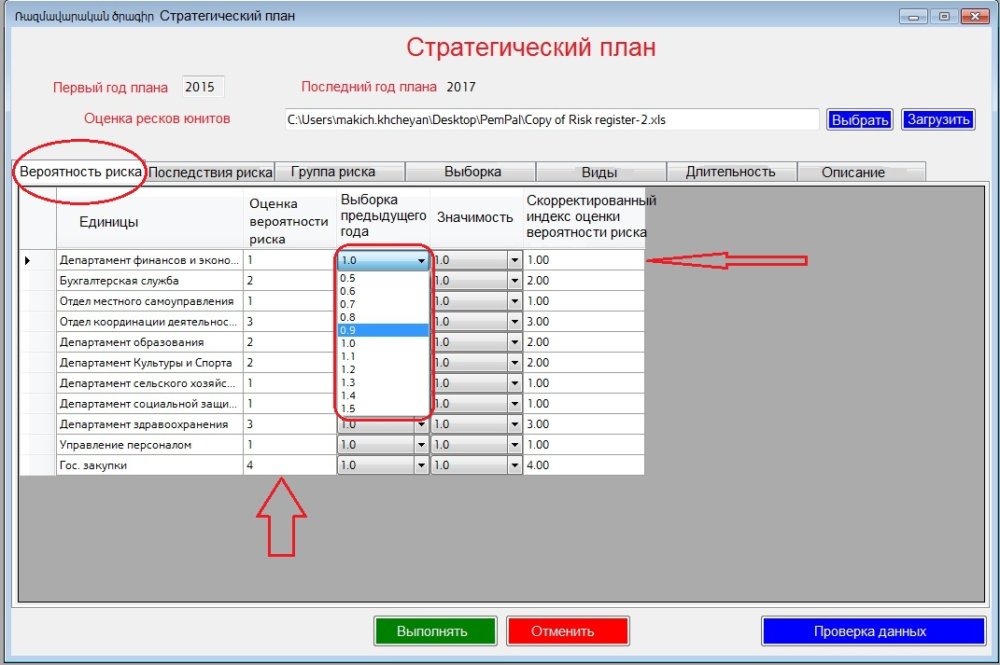 Ռազմավարական ծրագիր Стратегический план
Стратегический план
Первый год плана 2015 Последний год плана 2017
Оценка ресков юнитов C:\Users\makich.khcheyan\Desktop\PemPal\Copy of Risk register-2.xls Выбрать Загрузить
Вероятность риска Последствия риска Группа риска Выборка Виды Длительность Описание
Единицы
Оценка
вероятности
риска
Выборка
предыдущего
года
Значимость
Скорректированный
индекс оценки
вероятности риска
Департамент финансов и эконо... 1 1.0 1.0 1.00
Бухгалтерская служба 2 1.0 2.00
Отдел местного самоуправления 1 1.0 1.00
Отдел координации деятельнос... 3 1.0 3.00
Департамент образования 2 1.0 2.00
Департамент Культуры и Спорта 2 1.0 2.00
Департамент сельского хозяйс... 1 1.0 1.00
Департамент социальной защи... 1 1.0 1.00
Департамент здравоохранения 3 1.0 1.0 3.00
Управление персоналом 1 1.0 1.0 1.00
Гос. закупки 4 1.0 1.0 4.00
0.5
0.6
0.7
0.8
0.9
1.0
1.1
1.2
1.3
1.4
1.5
Выполнять Отменить Проверка данных